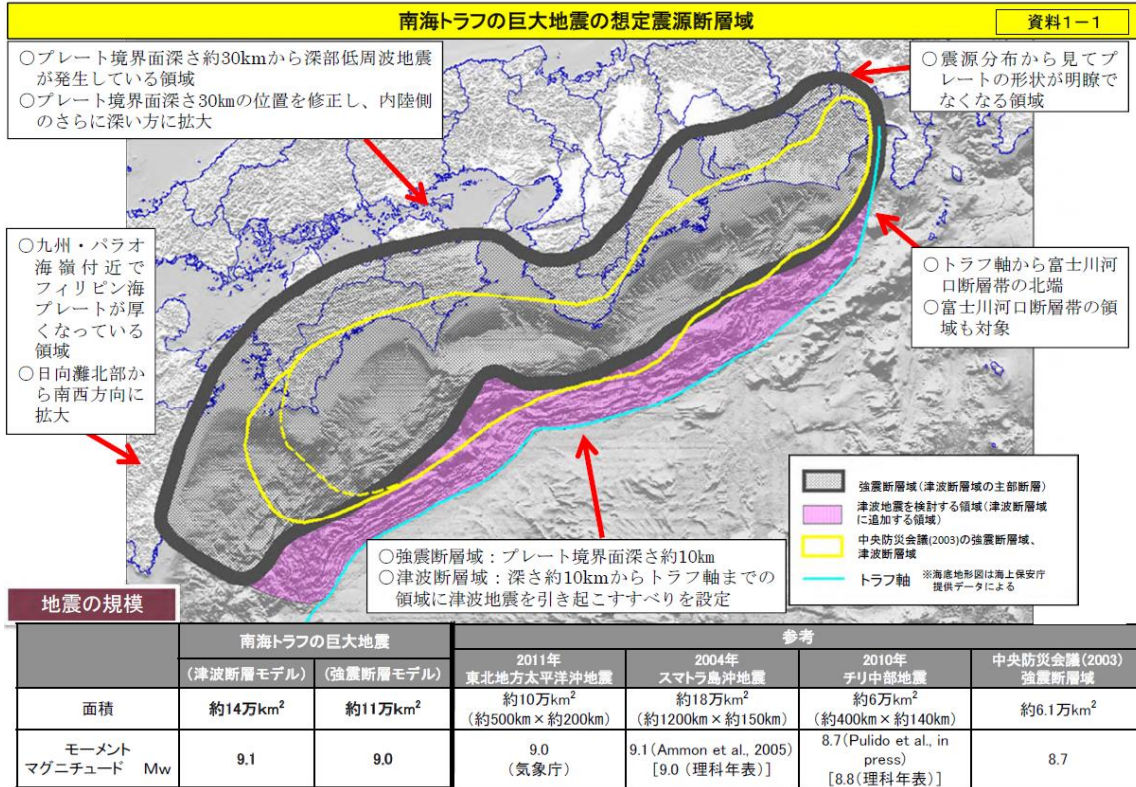 南海トラフの巨大地震の想定震源断層域
資料1－1
○プレート境界面深さ約30kmから深部低周波地震
が発生している領域
○プレート境界面深さ30㎞の位置を修正し、内陸側
のさらに深い方に拡大
○震源分布から見てプ
レートの形状が明瞭で
なくなる領域
○九州・パラオ
海嶺付近で
フィリピン海
プレートが厚
くなっている
領域
○日向灘北部か
ら南西方向に
拡大
○トラフ軸から富士川河
口断層帯の北端
○富士川河口断層帯の領
域も対象
○強震断層域：プレート境界面深さ約10㎞
○津波断層域：深さ約10kmからトラフ軸までの
領域に津波地震を引き起こすすべりを設定
強震断層域(津波断層域の主部断層)
津波地震を検討する領域(津波断層域
に追加する領域)
中央防災会議(2003)の強震断層域、
津波断層域
トラフ軸 ※海底地形図は海上保安庁
提供データによる
地震の規模
南海トラフの巨大地震
参考
(津波断層モデル)
(強震断層モデル)
2011年
東北地方太平洋沖地震
2004年
スマトラ島沖地震
2010年
チリ中部地震
中央防災会議(2003)
強震断層域
面積
約14万km²
約11万km²
約10万km²
(約500km×約200km)
約18万km²
(約1200km×約150km)
約6万km²
(約400km×約140km)
約6.1万km²
モーメント
マグニチュード Mw
9.1
9.0
9.0
(気象庁)
9.1(Ammon et al., 2005)
[9.0 (理科年表)]
8.7(Pulido et al., in
press)
[8.8(理科年表)]
8.7